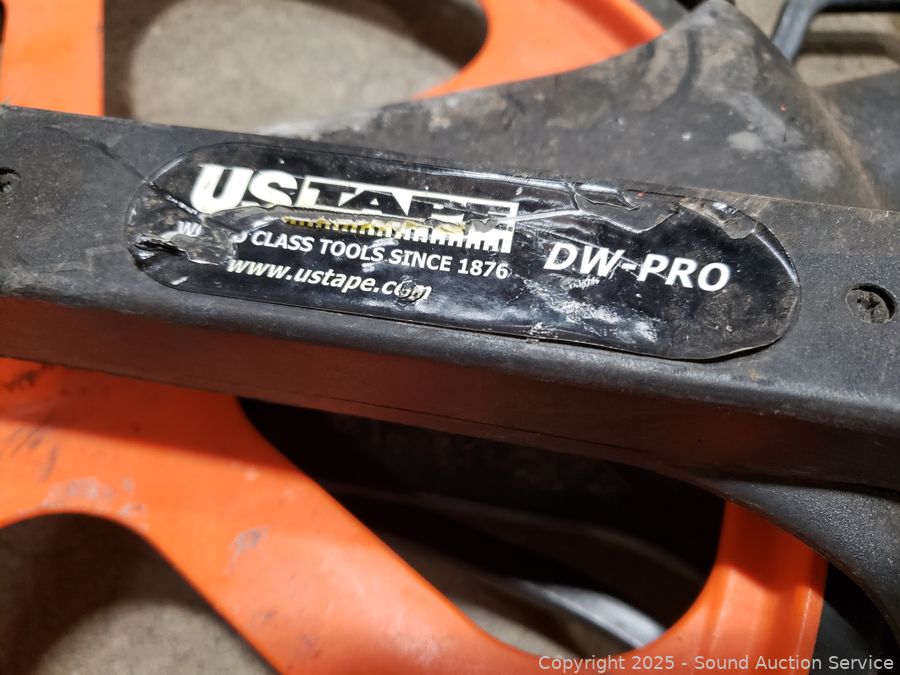 USTAPE
CLASS TOOLS SINCE 1876
www.ustape.com
DW-PRO
Copyright 2025 - Sound Auction Service